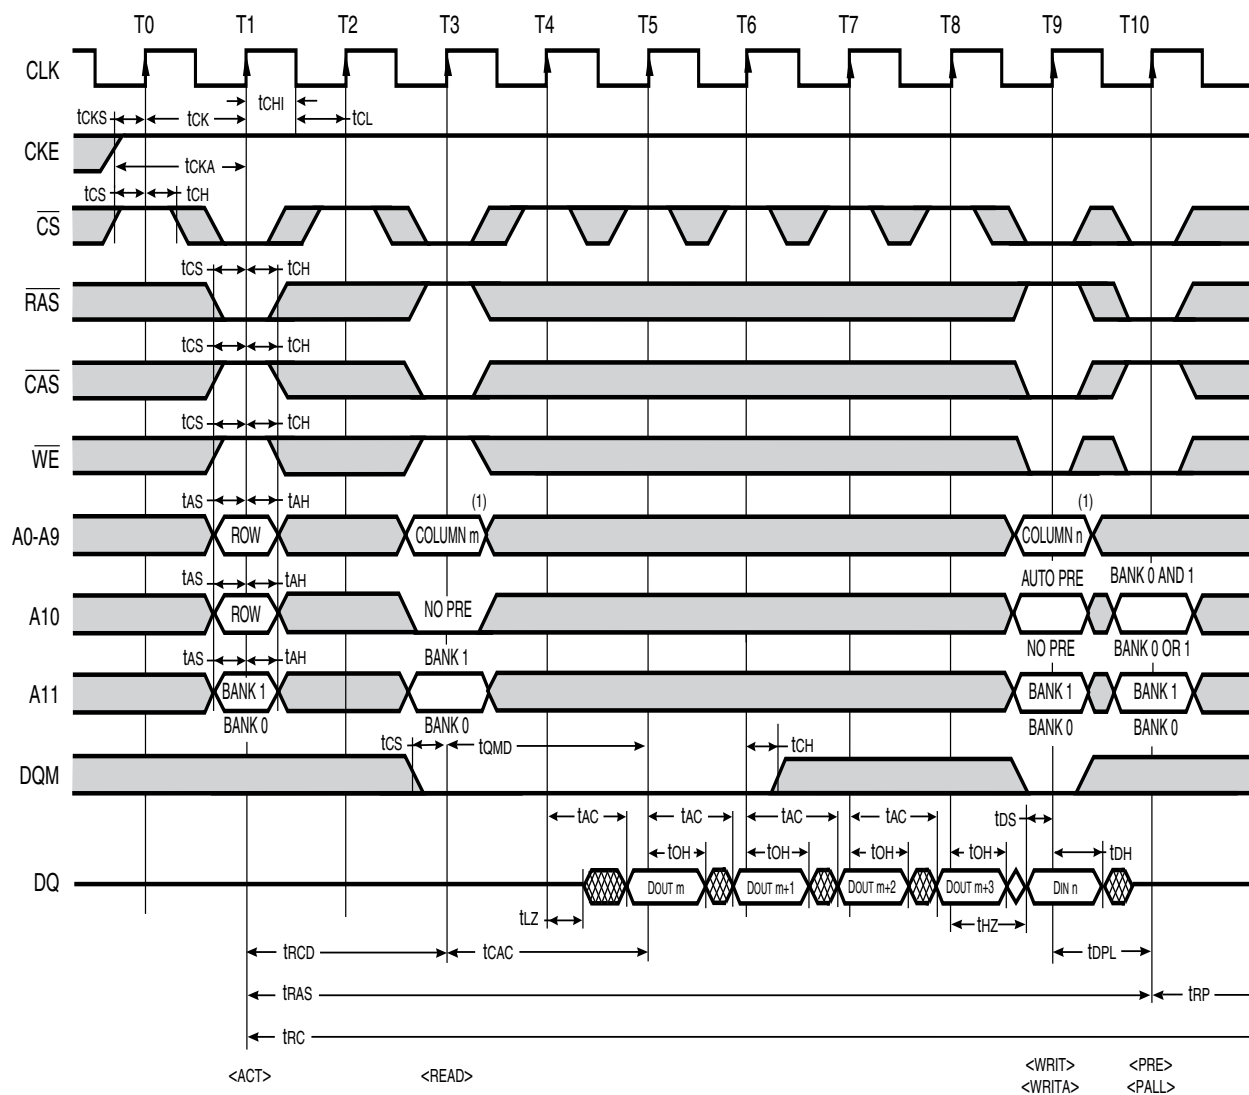 T0 T1 T2 T3 T4 T5 T6 T7 T8 T9 T10
CLK
tCHI
tCKS tCK tCL
CKE
tCKA
tCS tCH
CS
tCS tCH
RAS
tCS tCH
CAS
tCS tCH
WE
tAS tAH (1) (1)
A0-A9 ROW COLUMN m COLUMN n
tAS tAH AUTO PRE BANK 0 AND 1
A10 ROW NO PRE
tAS tAH BANK 1 NO PRE BANK 0 OR 1
A11 BANK 1 BANK 1 BANK 1
BANK 0 BANK 0 BANK 0 BANK 0
tCS tQMD tCH
DQM
tAC tAC tAC tAC tDS
tOH tOH tOH tOH tDH
DQ DOUT m DOUT m+1 DOUT m+2 DOUT m+3 DIN n
tLZ tHZ
tRCD tCAC tDPL
tRAS tRP
tRC
<ACT> <READ> <WRIT> <PRE>
<WRITA> <PALL>